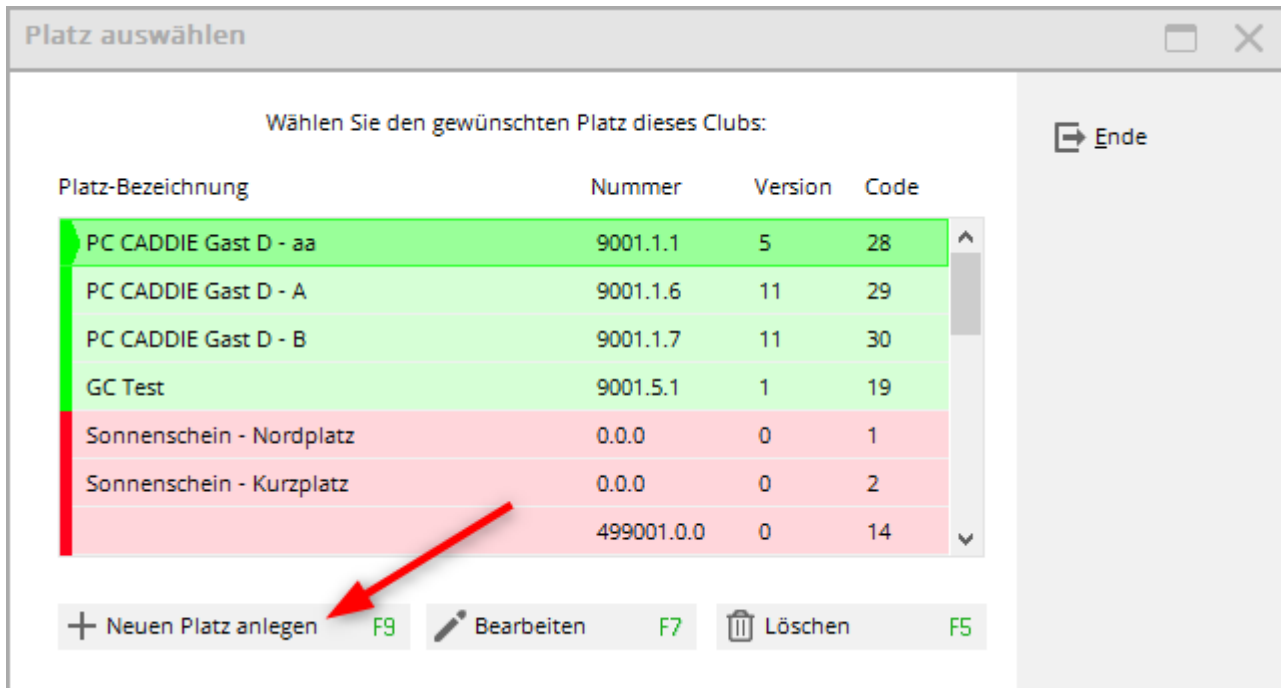 Platz auswählen
Wählen Sie den gewünschten Platz dieses Clubs:
Ende
Platz-Bezeichnung Nummer Version Code
PC CADDIE Gast D - aa 9001.1.1 5 28
PC CADDIE Gast D - A 9001.1.6 11 29
PC CADDIE Gast D - B 9001.1.7 11 30
GC Test 9001.5.1 1 19
Sonnenschein - Nordplatz 0.0.0 0 1
Sonnenschein - Kurzplatz 0.0.0 0 2
499001.0.0 0 14
Neuen Platz anlegen F9 Bearbeiten F7 Löschen F5